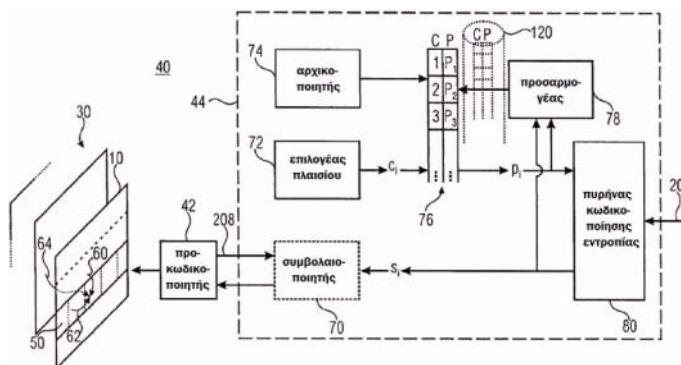 C P
120
74
αρχικο-
ποιητής
40
44
1 P₁
2 P₂
3 P₃
προσαρμο-
γέας
78
30
10
72
επιλογέας
πλαισίου
cᵢ
76
pᵢ
πυρήνας
κωδικο-
ποίησης
εντροπίας
20
64
60
42
208
προ-
κωδικο-
ποιητής
συμβολαιο-
ποιητής
sᵢ
50
62
70
80
C P